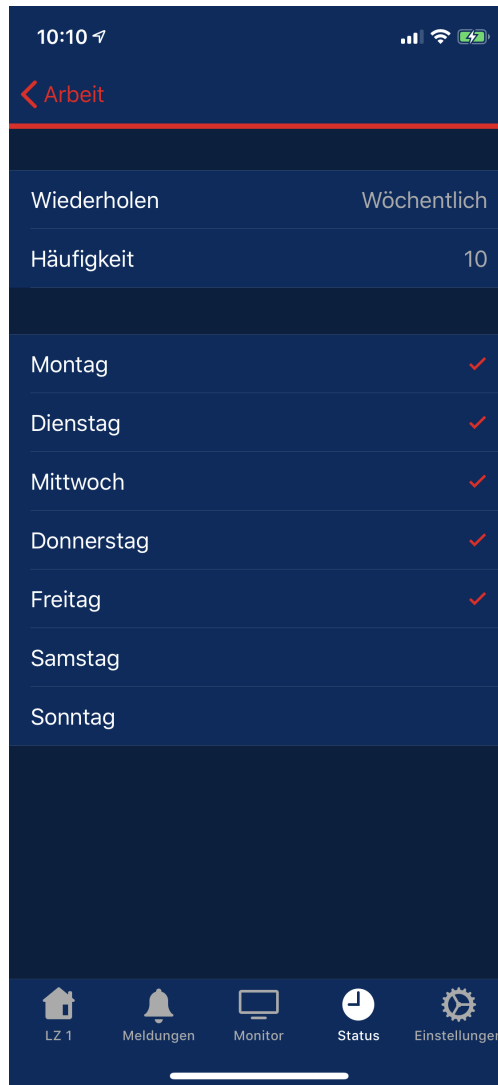 10:10
Arbeit
Wiederholen Wöchentlich
Häufigkeit 10
Montag
Dienstag
Mittwoch
Donnerstag
Freitag
Samstag
Sonntag
LZ 1 Meldungen Monitor Status Einstellungen